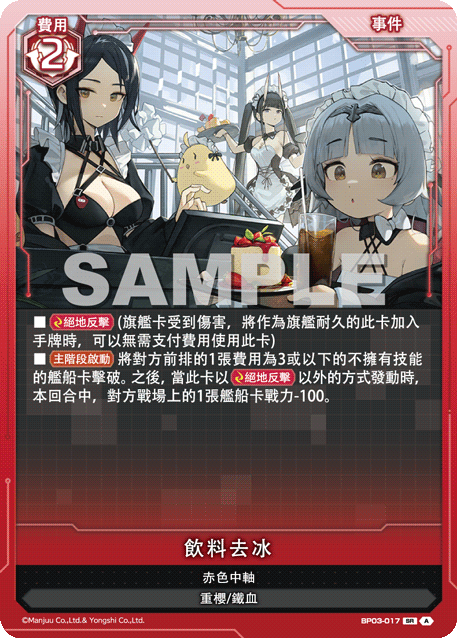 費用
事件
2
SAMPLE
■ 絕地反擊 (旗艦卡受到傷害，將作為旗艦耐久的此卡加入
手牌時，可以無需支付費用使用此卡)
■ 主階段啟動 將對方前排的1張費用為3或以下的不擁有技能
的艦船卡擊破。之後，當此卡以 絕地反擊 以外的方式發動時，
本回合中，對方戰場上的1張艦船卡戰力-100。
飲料去冰
赤色中軸
重櫻/鐵血
©Manjuu Co.,Ltd.& Yongshi Co.,Ltd. BP03-017 SR A